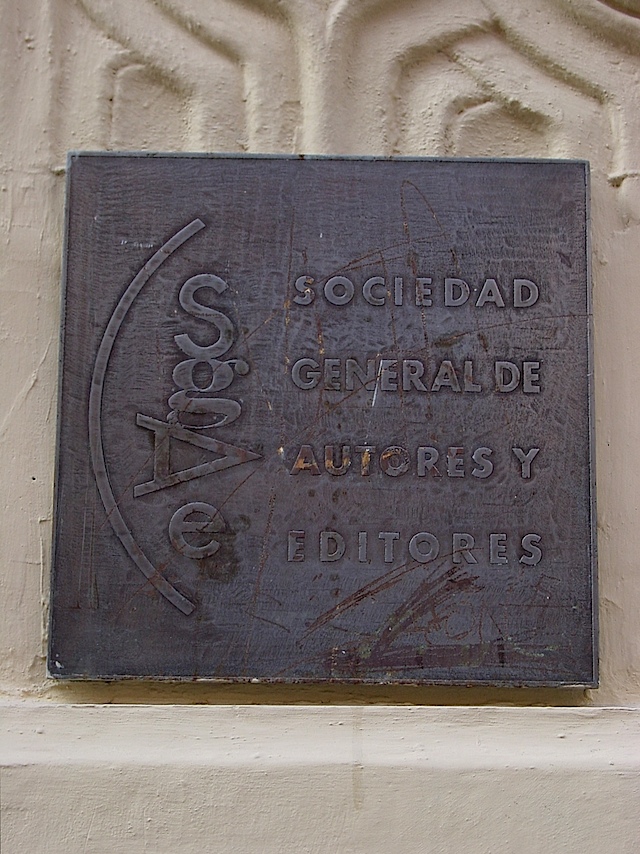 SgAe
SOCIEDAD
GENERAL DE
AUTORES Y
EDITORES